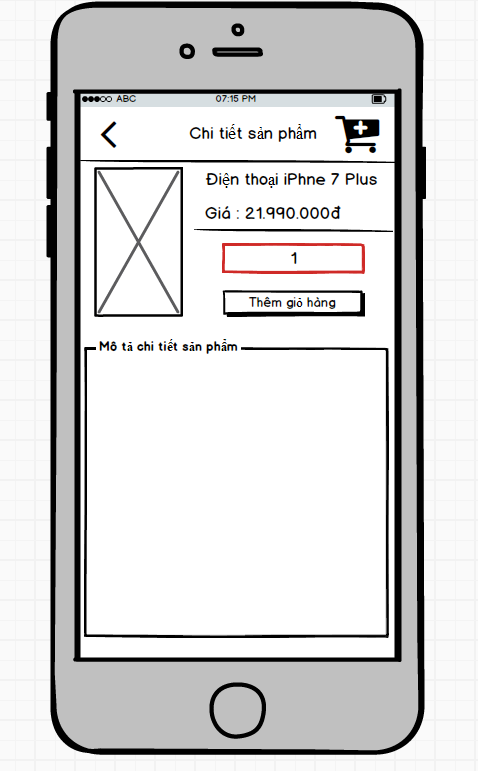 ABC 07:15 PM
Chi tiết sản phẩm
Điện thoại iPhne 7 Plus
Giá : 21.990.000đ
1
Thêm giỏ hàng
Mô tả chi tiết sản phẩm